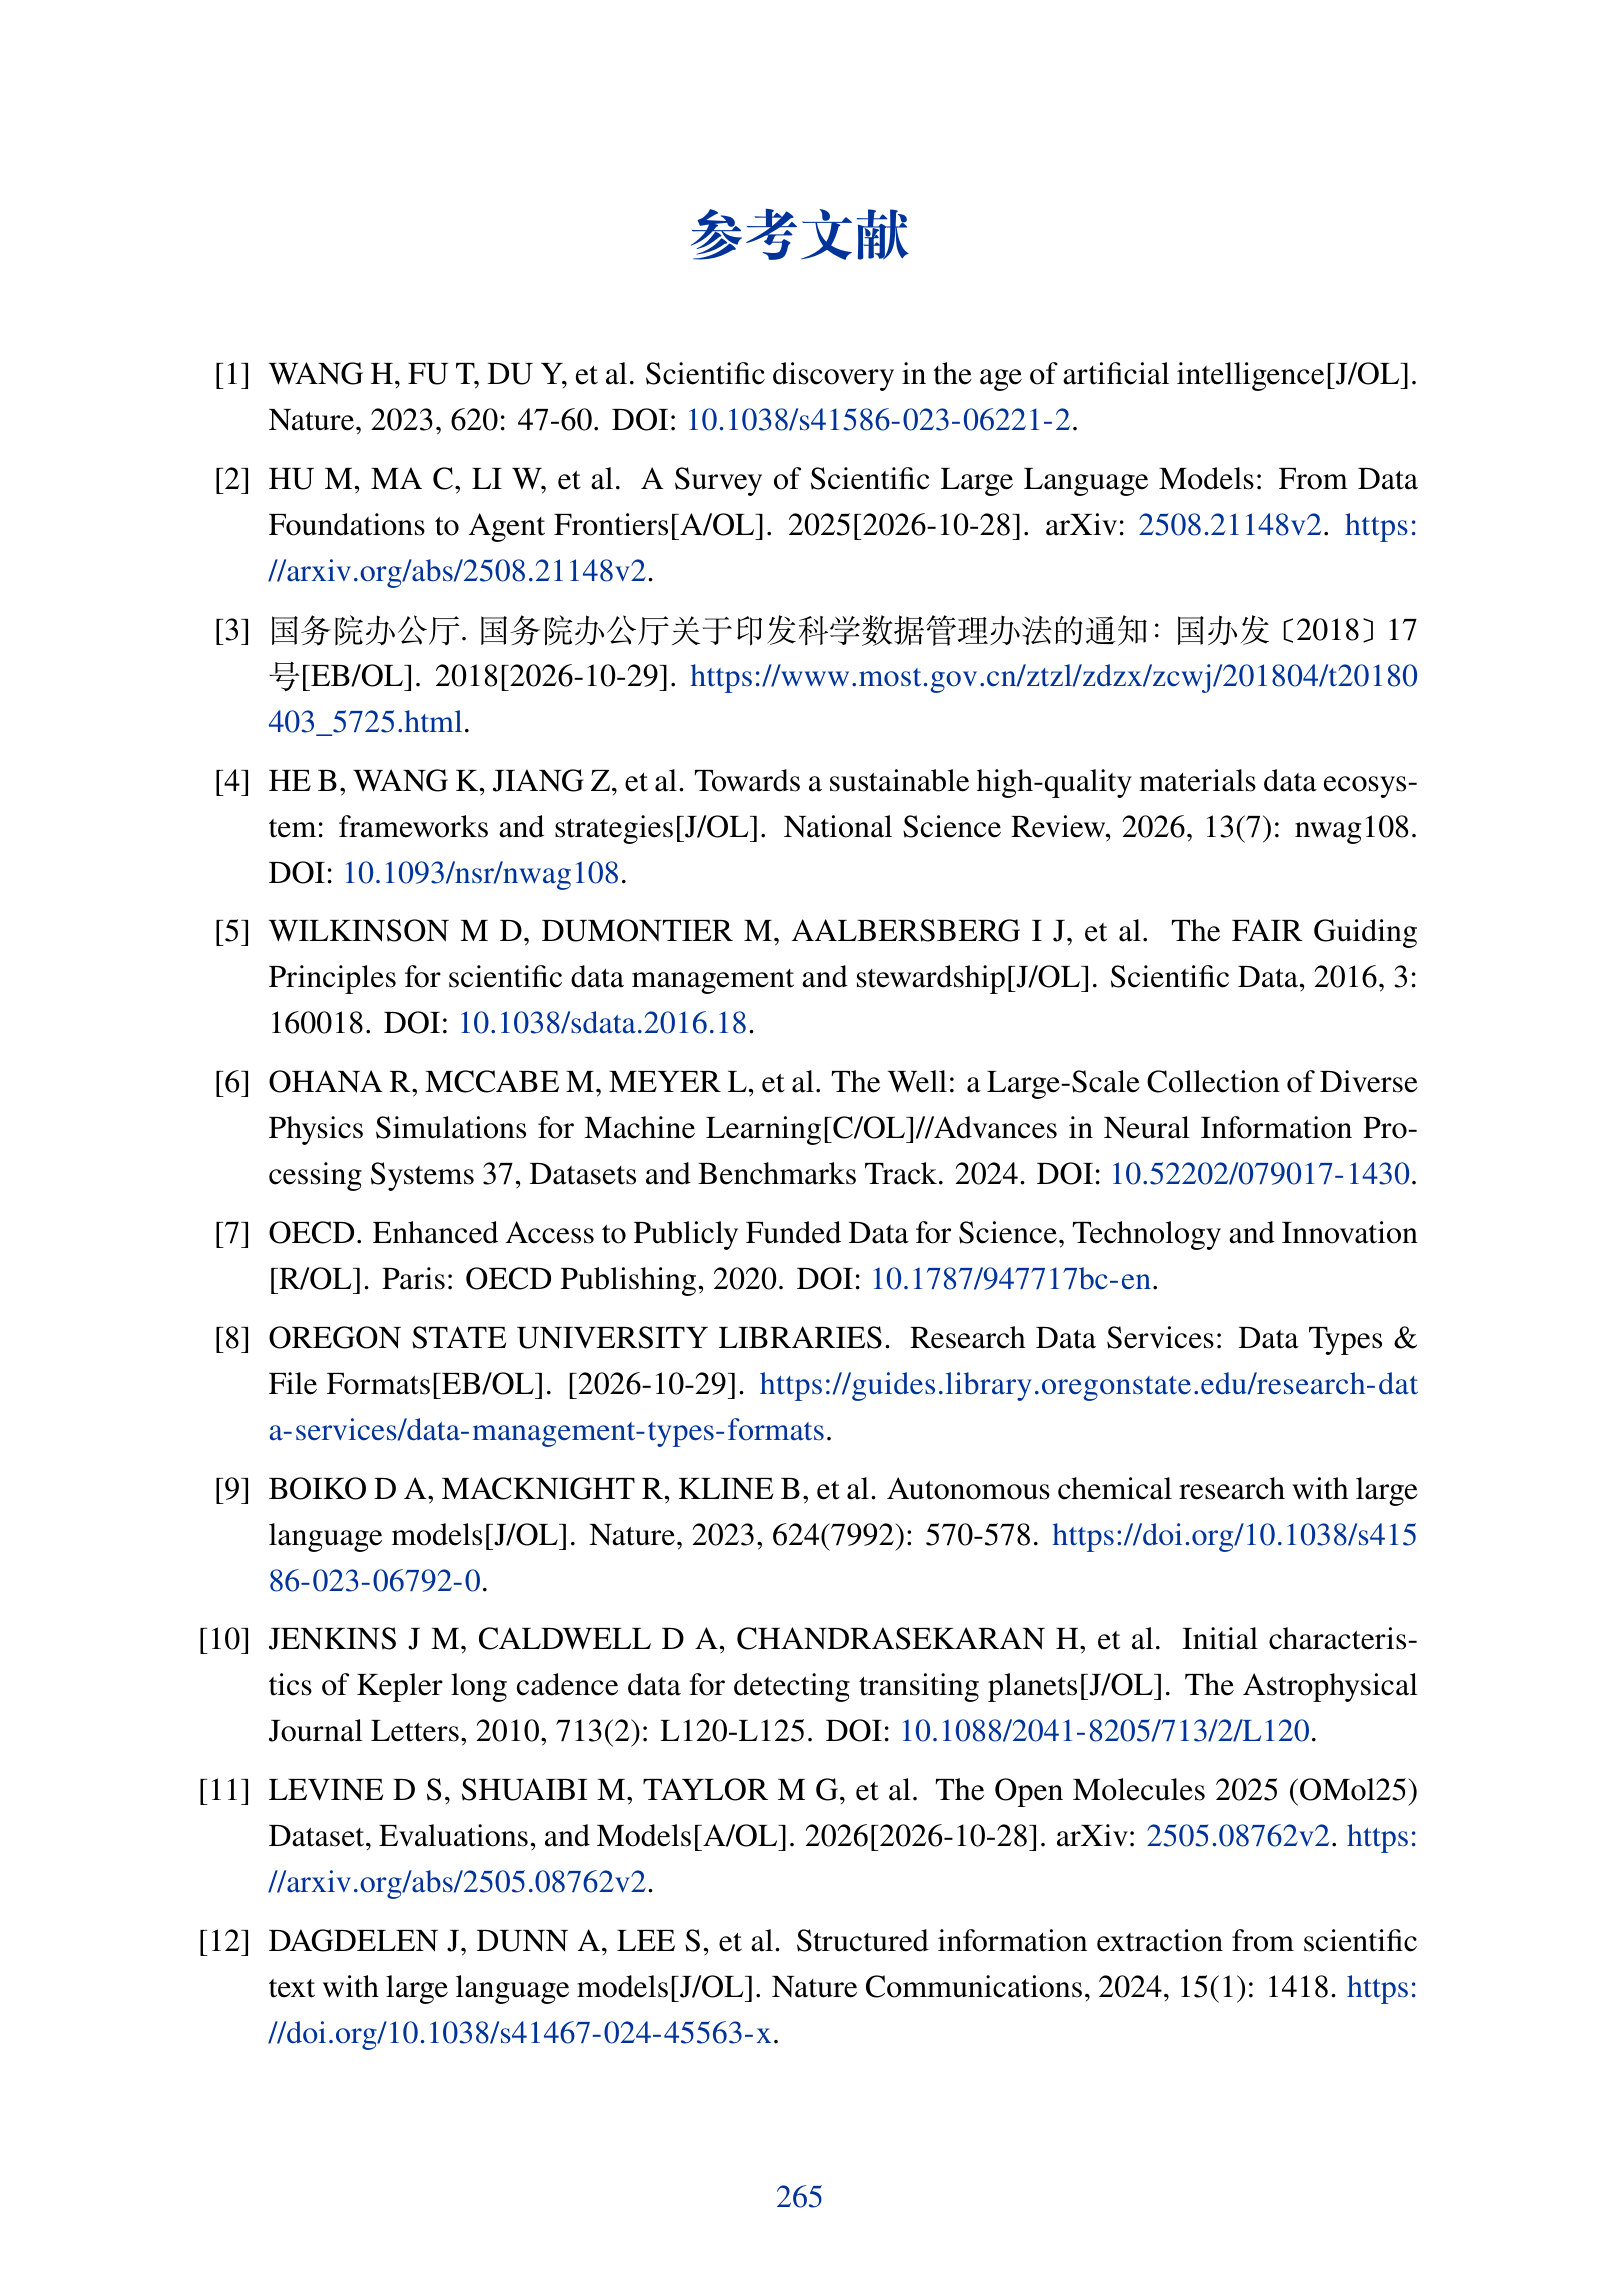 参考文献
[1] WANG H, FU T, DU Y, et al. Scientific discovery in the age of artificial intelligence[J/OL].
Nature, 2023, 620: 47-60. DOI: 10.1038/s41586-023-06221-2.
[2] HU M, MA C, LI W, et al. A Survey of Scientific Large Language Models: From Data
Foundations to Agent Frontiers[A/OL]. 2025[2026-10-28]. arXiv: 2508.21148v2. https:
//arxiv.org/abs/2508.21148v2.
[3] 国务院办公厅. 国务院办公厅关于印发科学数据管理办法的通知：国办发〔2018〕17
号[EB/OL]. 2018[2026-10-29]. https://www.most.gov.cn/ztzl/zdzx/zcwj/201804/t20180
403_5725.html.
[4] HE B, WANG K, JIANG Z, et al. Towards a sustainable high-quality materials data ecosys-
tem: frameworks and strategies[J/OL]. National Science Review, 2026, 13(7): nwag108.
DOI: 10.1093/nsr/nwag108.
[5] WILKINSON M D, DUMONTIER M, AALBERSBERG I J, et al. The FAIR Guiding
Principles for scientific data management and stewardship[J/OL]. Scientific Data, 2016, 3:
160018. DOI: 10.1038/sdata.2016.18.
[6] OHANA R, MCCABE M, MEYER L, et al. The Well: a Large-Scale Collection of Diverse
Physics Simulations for Machine Learning[C/OL]//Advances in Neural Information Pro-
cessing Systems 37, Datasets and Benchmarks Track. 2024. DOI: 10.52202/079017-1430.
[7] OECD. Enhanced Access to Publicly Funded Data for Science, Technology and Innovation
[R/OL]. Paris: OECD Publishing, 2020. DOI: 10.1787/947717bc-en.
[8] OREGON STATE UNIVERSITY LIBRARIES. Research Data Services: Data Types &
File Formats[EB/OL]. [2026-10-29]. https://guides.library.oregonstate.edu/research-dat
a-services/data-management-types-formats.
[9] BOIKO D A, MACKNIGHT R, KLINE B, et al. Autonomous chemical research with large
language models[J/OL]. Nature, 2023, 624(7992): 570-578. https://doi.org/10.1038/s415
86-023-06792-0.
[10] JENKINS J M, CALDWELL D A, CHANDRASEKARAN H, et al. Initial characteris-
tics of Kepler long cadence data for detecting transiting planets[J/OL]. The Astrophysical
Journal Letters, 2010, 713(2): L120-L125. DOI: 10.1088/2041-8205/713/2/L120.
[11] LEVINE D S, SHUAIBI M, TAYLOR M G, et al. The Open Molecules 2025 (OMol25)
Dataset, Evaluations, and Models[A/OL]. 2026[2026-10-28]. arXiv: 2505.08762v2. https:
//arxiv.org/abs/2505.08762v2.
[12] DAGDELEN J, DUNN A, LEE S, et al. Structured information extraction from scientific
text with large language models[J/OL]. Nature Communications, 2024, 15(1): 1418. https:
//doi.org/10.1038/s41467-024-45563-x.
265